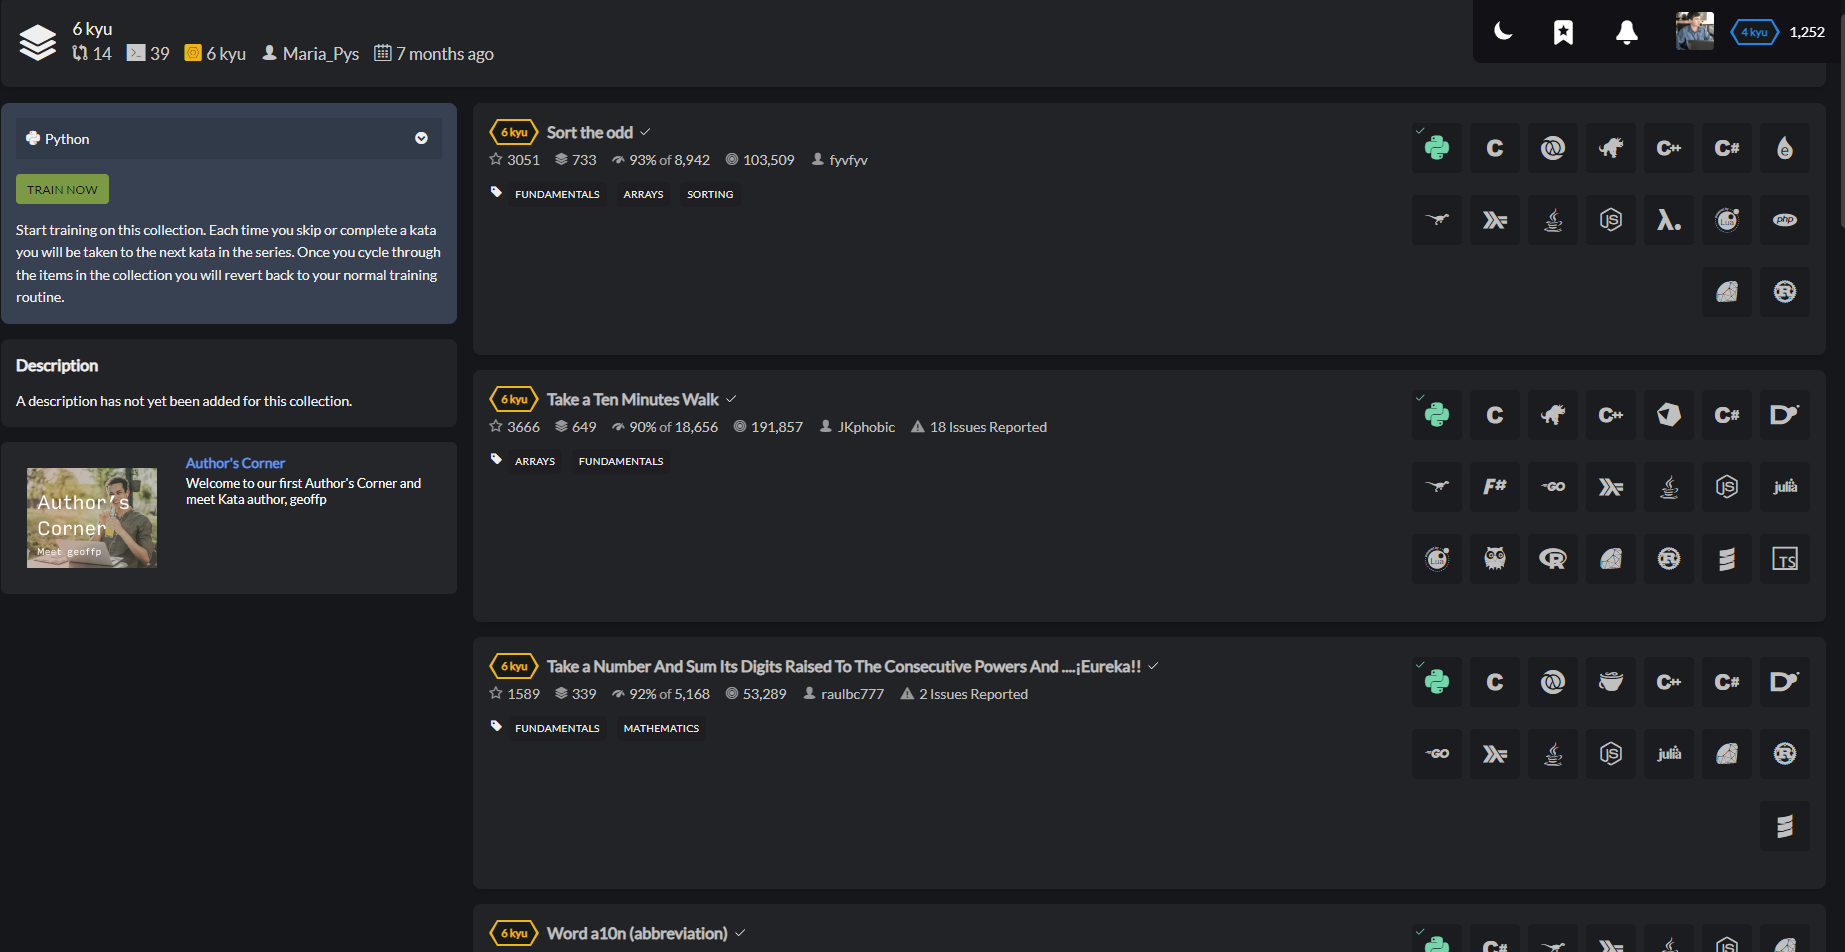 6 kyu
14 39 6 kyu Maria_Pys 7 months ago
4 kyu 1,252
Python
TRAIN NOW
Start training on this collection. Each time you skip or complete a kata
you will be taken to the next kata in the series. Once you cycle through
the items in the collection you will revert back to your normal training
routine.
Description
A description has not yet been added for this collection.
Author's Corner
Meet geoffp
Author's Corner
Welcome to our first Author's Corner and
meet Kata author, geoffp
6 kyu Sort the odd
3051 733 93% of 8,942 103,509 fyvfyv
FUNDAMENTALS ARRAYS SORTING
C C++ C# e
JS λ. Lua php
R
6 kyu Take a Ten Minutes Walk
3666 649 90% of 18,656 191,857 JKphobic 18 Issues Reported
ARRAYS FUNDAMENTALS
C C++ C# D
F# GO JS julia
Lua R R TS
6 kyu Take a Number And Sum Its Digits Raised To The Consecutive Powers And ....¡Eureka!!
1589 339 92% of 5,168 53,289 raulbc777 2 Issues Reported
FUNDAMENTALS MATHEMATICS
C C++ C# D
GO JS julia R
6 kyu Word a10n (abbreviation)
C# JS